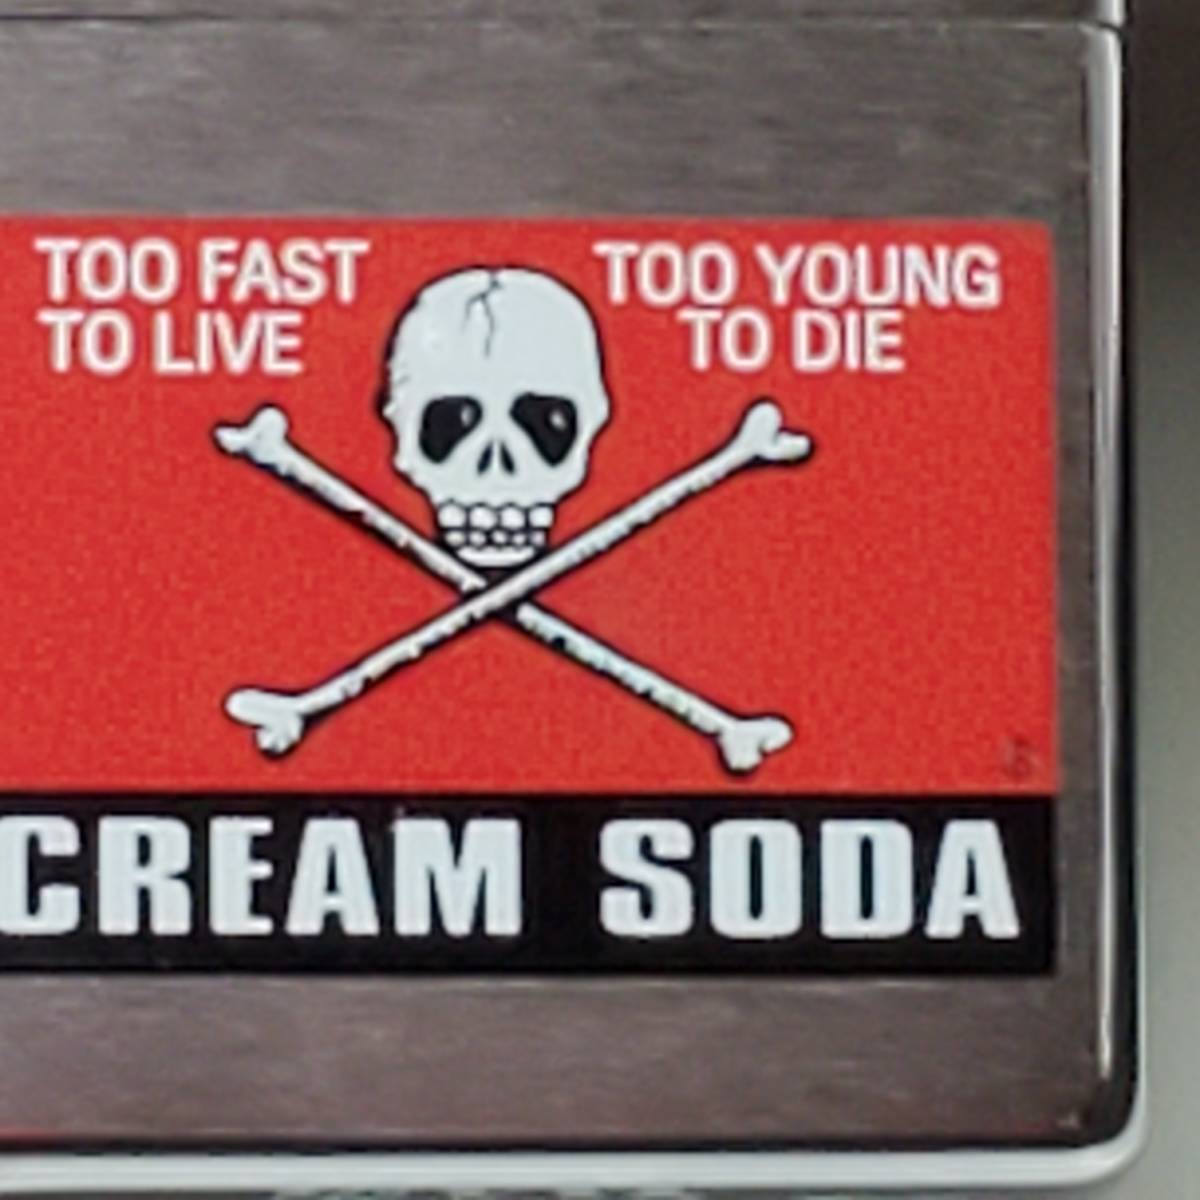 TOO FAST
TO LIVE
TOO YOUNG
TO DIE
CREAM SODA